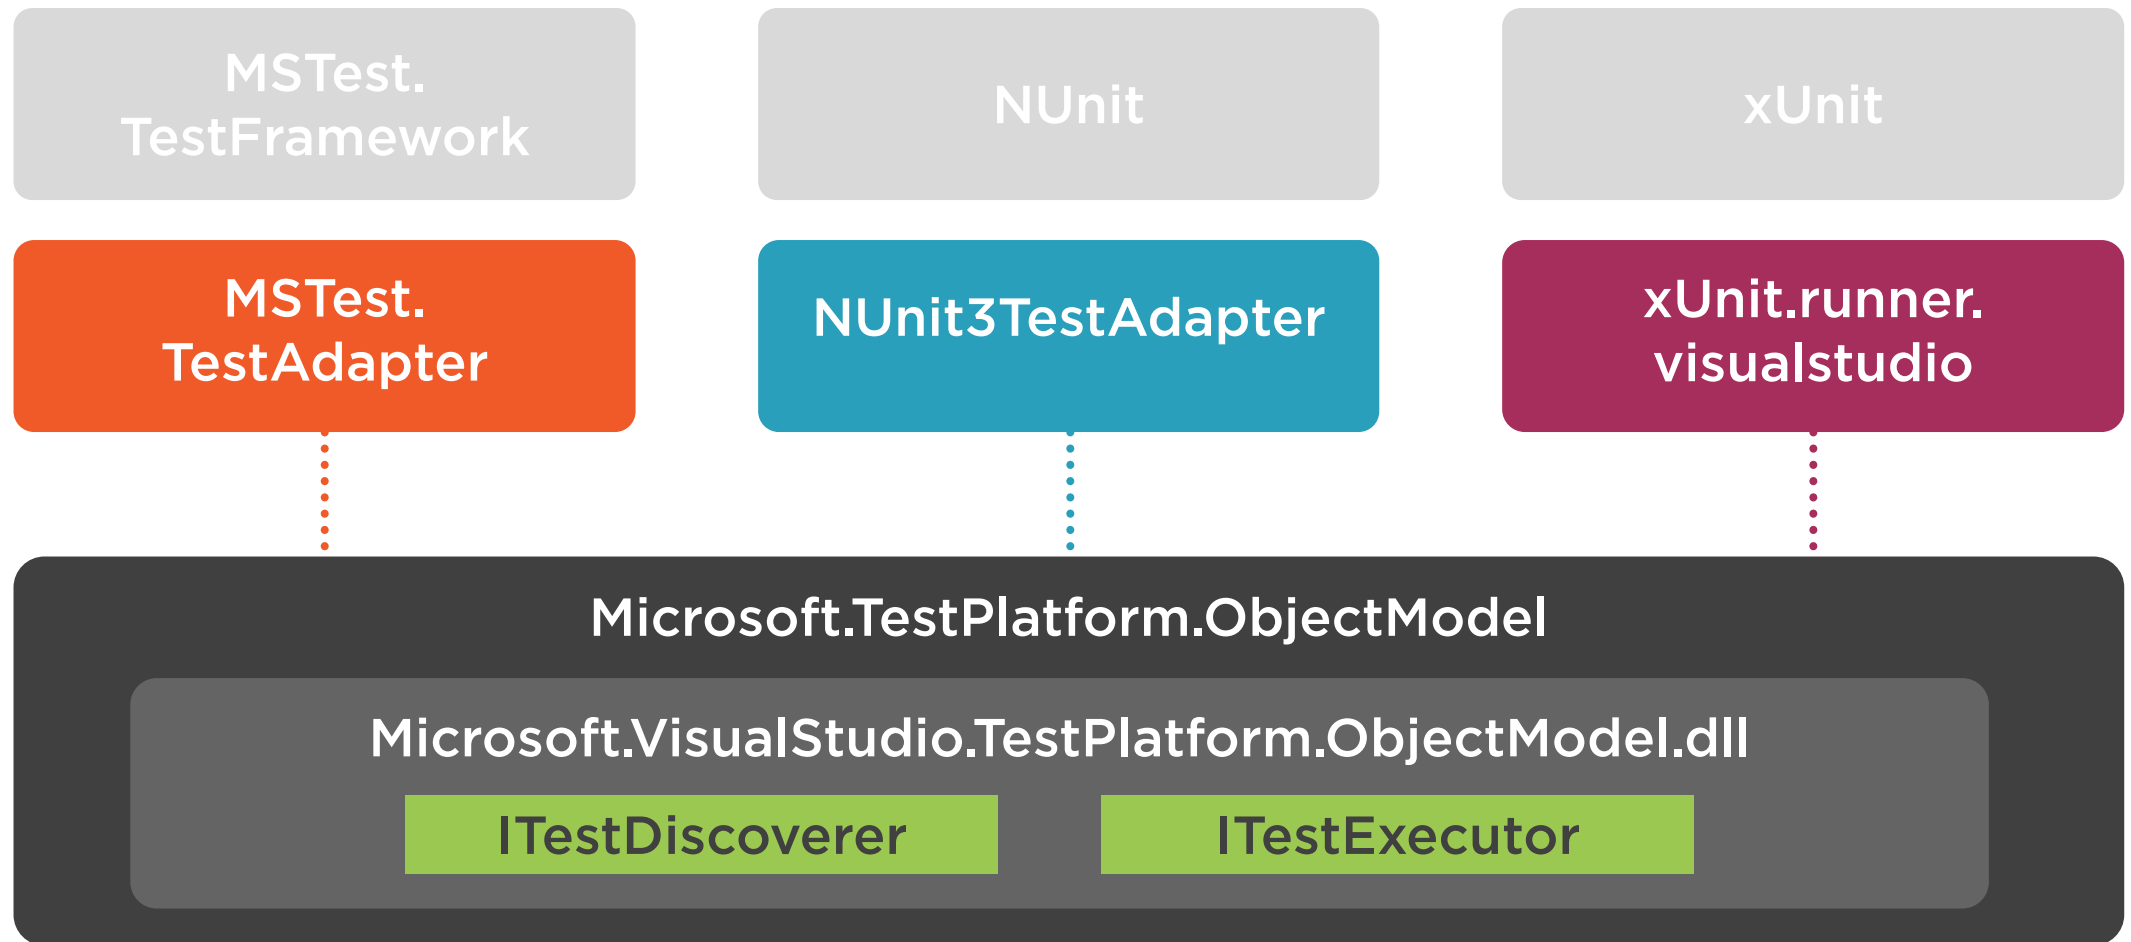 MSTest.
TestFramework
NUnit
xUnit
MSTest.
TestAdapter
NUnit3TestAdapter
xUnit.runner.
visualstudio
Microsoft.TestPlatform.ObjectModel
Microsoft.VisualStudio.TestPlatform.ObjectModel.dll
ITestDiscoverer
ITestExecutor